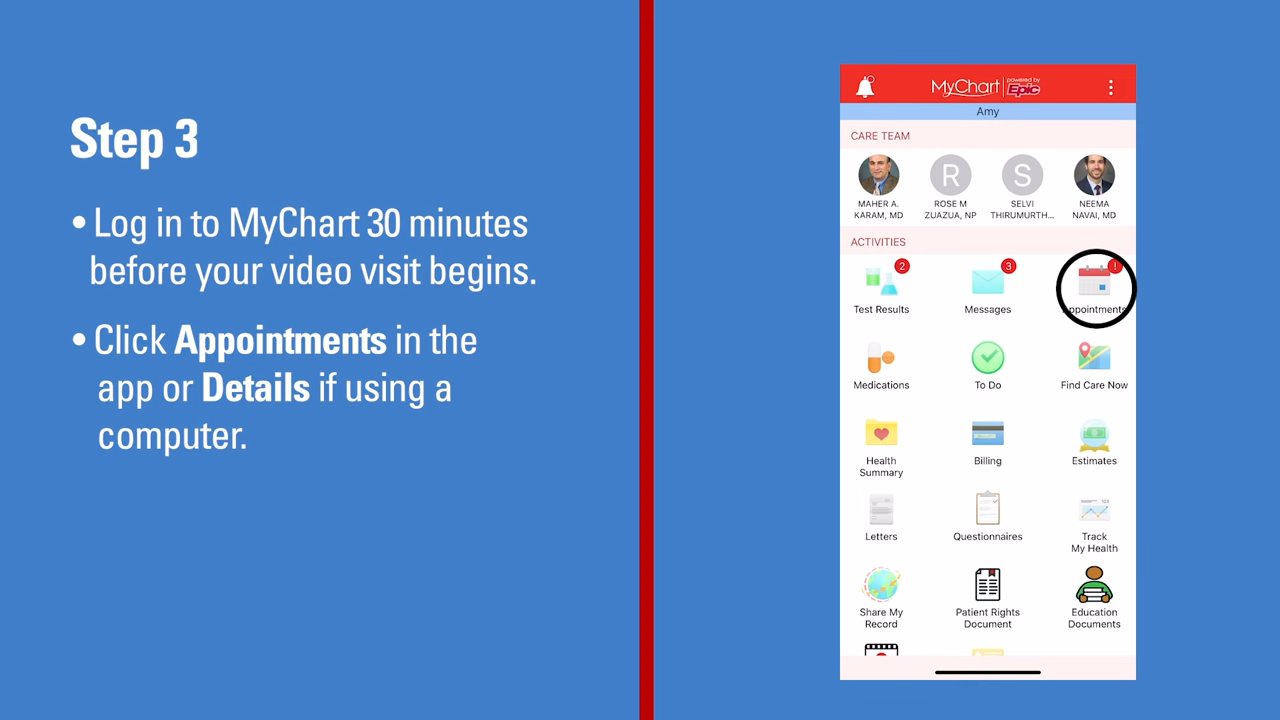 Step 3
• Log in to MyChart 30 minutes
before your video visit begins.
• Click Appointments in the
app or Details if using a
computer.
MyChart powered by Epic
Amy
CARE TEAM
R
S
MAHER A.
KARAM, MD
ROSE M
ZUAZUA, NP
SELVI
THIRUMURTH...
NEEMA
NAVAI, MD
ACTIVITIES
2
3
!
Test Results
Messages
Appointments
Medications
To Do
Find Care Now
Health
Summary
Billing
Estimates
Letters
Questionnaires
Track
My Health
Share My
Record
Patient Rights
Document
Education
Documents